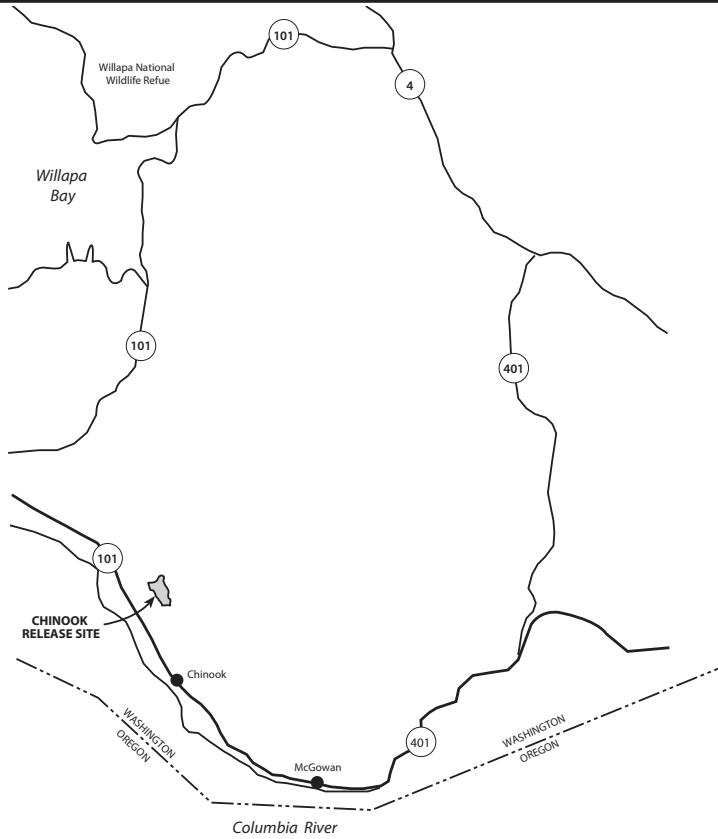 101
Willapa National
Wildlife Refue
4
Willapa
Bay
101
401
101
CHINOOK
RELEASE SITE
Chinook
WASHINGTON
OREGON
401
WASHINGTON
OREGON
McGowan
Columbia River